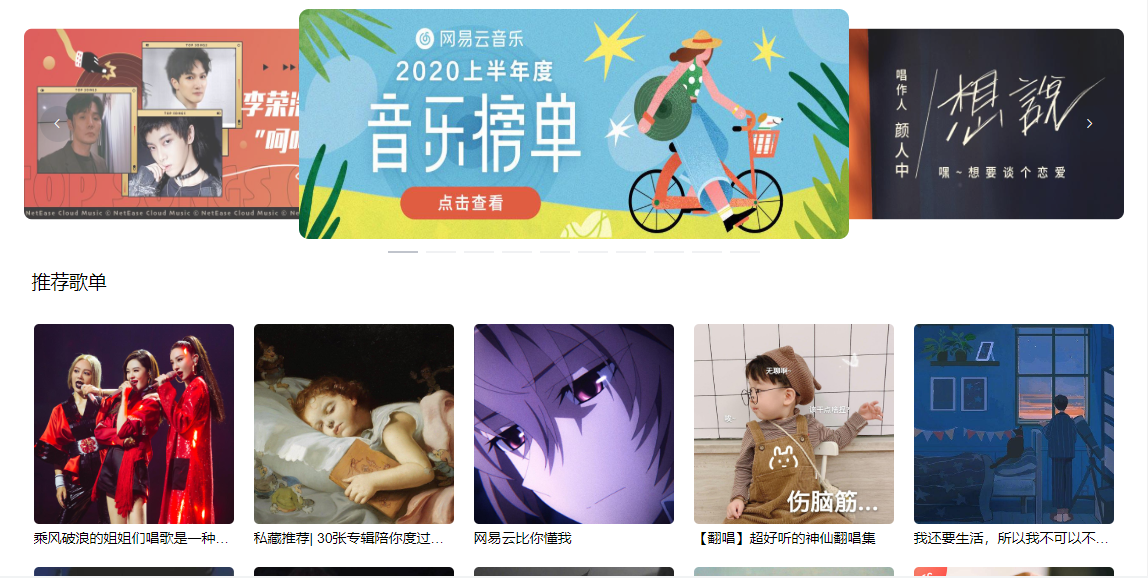 TOP SONGS
TOP SONGS
TOP SONGS
李荣浩
"呵
TOP SONGS
NetEase Cloud Music © NetEase Cloud Music © NetEase Cloud Music © Ne
网易云音乐
2020上半年度
音乐榜单
点击查看
唱作人 颜人中
想說
嘿~想要谈个恋爱
推荐歌单
无聊啊~
伤脑筋...
乘风破浪的姐姐们唱歌是一种...
私藏推荐| 30张专辑陪你度过...
网易云比你懂我
【翻唱】超好听的神仙翻唱集
我还要生活，所以我不可以不...